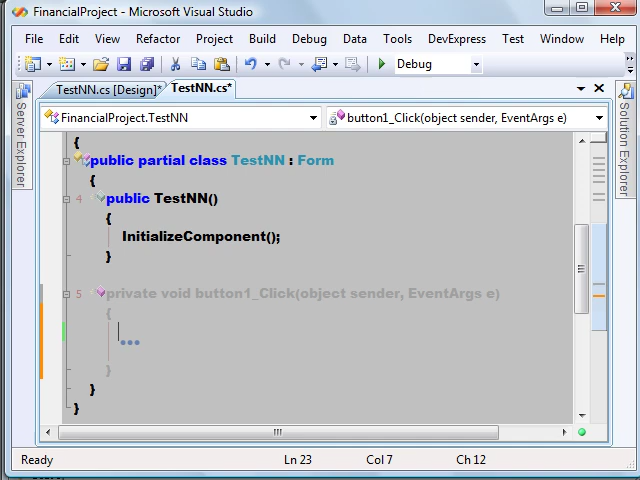 FinancialProject - Microsoft Visual Studio
File Edit View Refactor Project Build Debug Data Tools DevExpress Test Window Help
Debug
TestNN.cs [Design]* TestNN.cs*
Server Explorer
Solution Explorer
FinancialProject.TestNN button1_Click(object sender, EventArgs e)
{
public partial class TestNN : Form
{
4 public TestNN()
{
InitializeComponent();
}
5 private void button1_Click(object sender, EventArgs e)
{
...
}
}
}
Ready Ln 23 Col 7 Ch 12